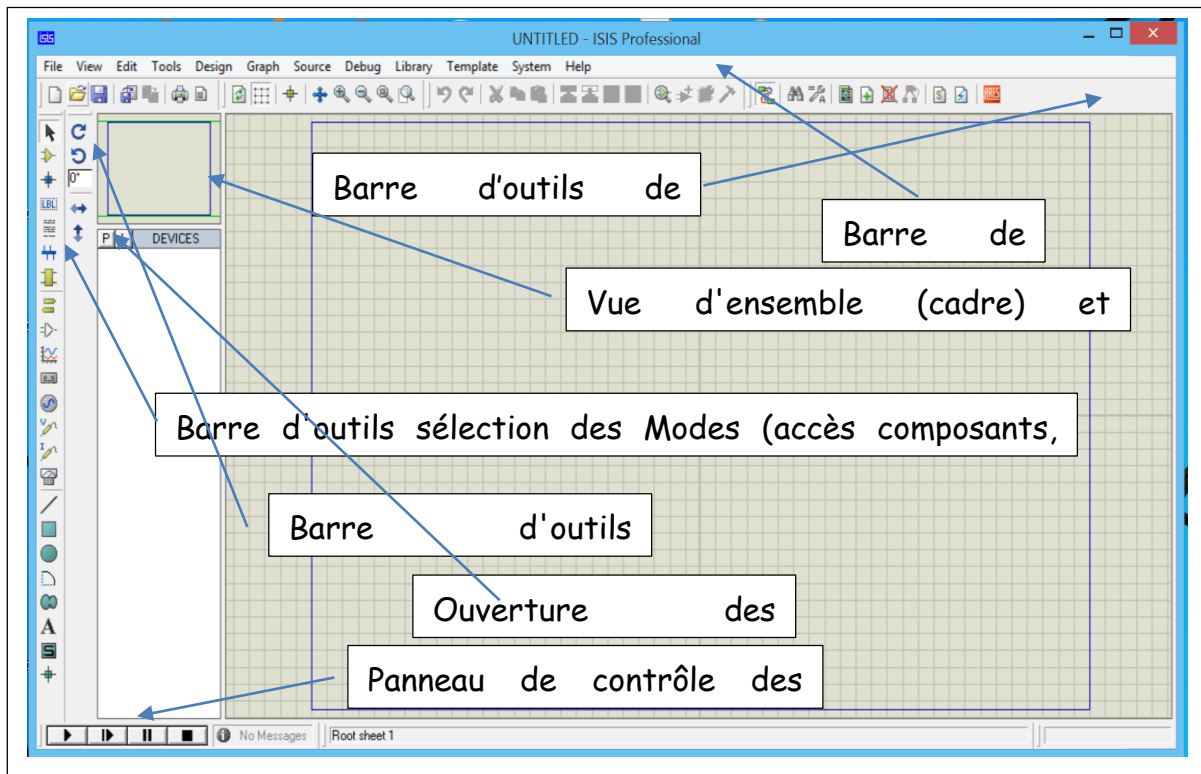 ISIS
UNTITLED - ISIS Professional
File View Edit Tools Design Graph Source Debug Library Template System Help
ARES
0°
LBL
P L DEVICES
Barre d'outils de
Barre de
Vue d'ensemble (cadre) et
Barre d'outils sélection des Modes (accès composants,
Barre d'outils
Ouverture des
Panneau de contrôle des
V
I
A
S
No Messages Root sheet 1